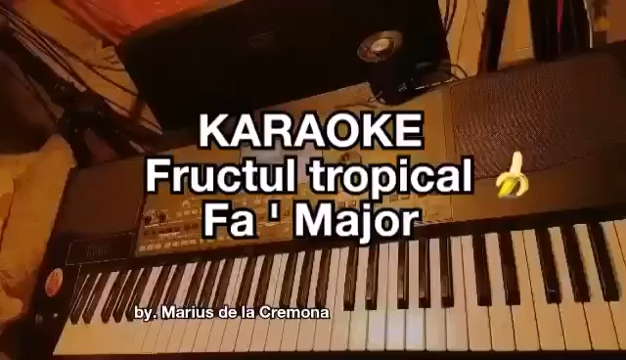 KARAOKE
Fructul tropical 🍌
Fa ' Major
by. Marius de la Cremona